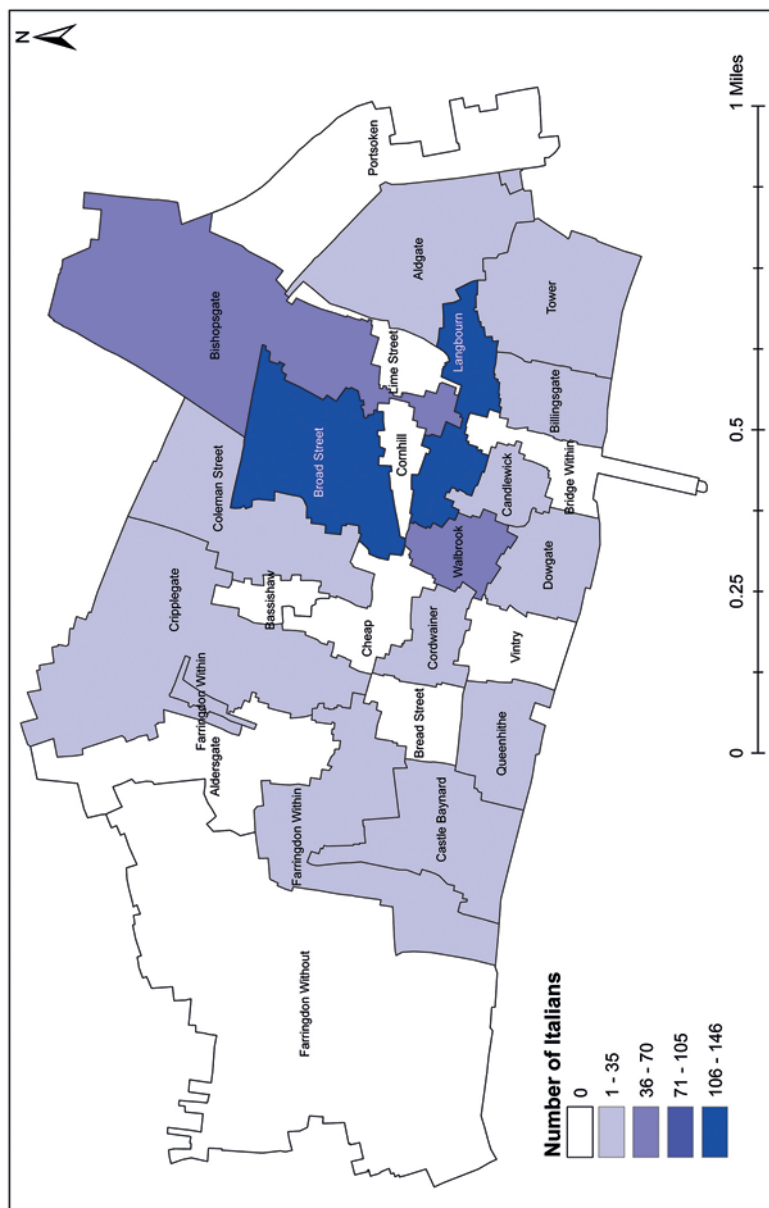 N
Portsoken
Bishopsgate
Aldgate
Tower
Lime Street
Langbourn
Billingsgate
Broad Street
Cornhill
Candlewick
Bridge Within
Coleman Street
Walbrook
Dowgate
Cripplegate
Bassishaw
Cheap
Cordwainer
Vintry
Farringdon Within
Aldersgate
Bread Street
Queenhithe
Farringdon Within
Castle Baynard
Farringdon Without
Number of Italians
0
1 - 35
36 - 70
71 - 105
106 - 146
0
0.25
0.5
1 Miles